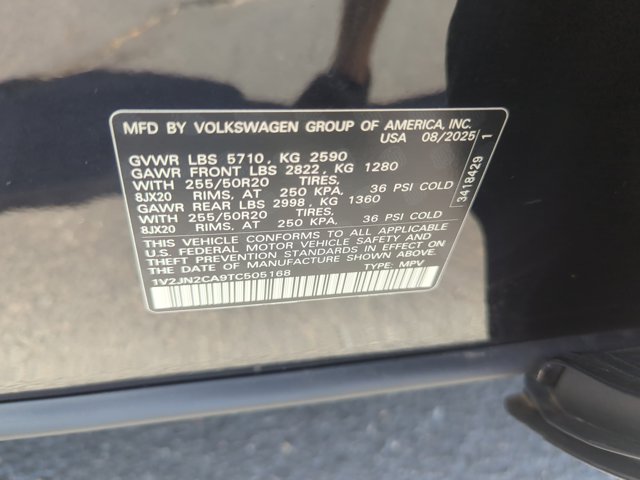 MFD BY VOLKSWAGEN GROUP OF AMERICA, INC.
USA 08/2025
GVWR LBS 5710, KG 2590
GAWR FRONT LBS 2822, KG 1280
WITH 255/50R20 TIRES,
8JX20 RIMS. AT 250 KPA, 36 PSI COLD
GAWR REAR LBS 2998, KG 1360
WITH 255/50R20 TIRES,
8JX20 RIMS. AT 250 KPA, 36 PSI COLD
THIS VEHICLE CONFORMS TO ALL APPLICABLE
U.S. FEDERAL MOTOR VEHICLE SAFETY AND
THEFT PREVENTION STANDARDS IN EFFECT ON
THE DATE OF MANUFACTURE SHOWN ABOVE.
1V2JN2CA9TC505168 TYPE: MPV
3418429 1